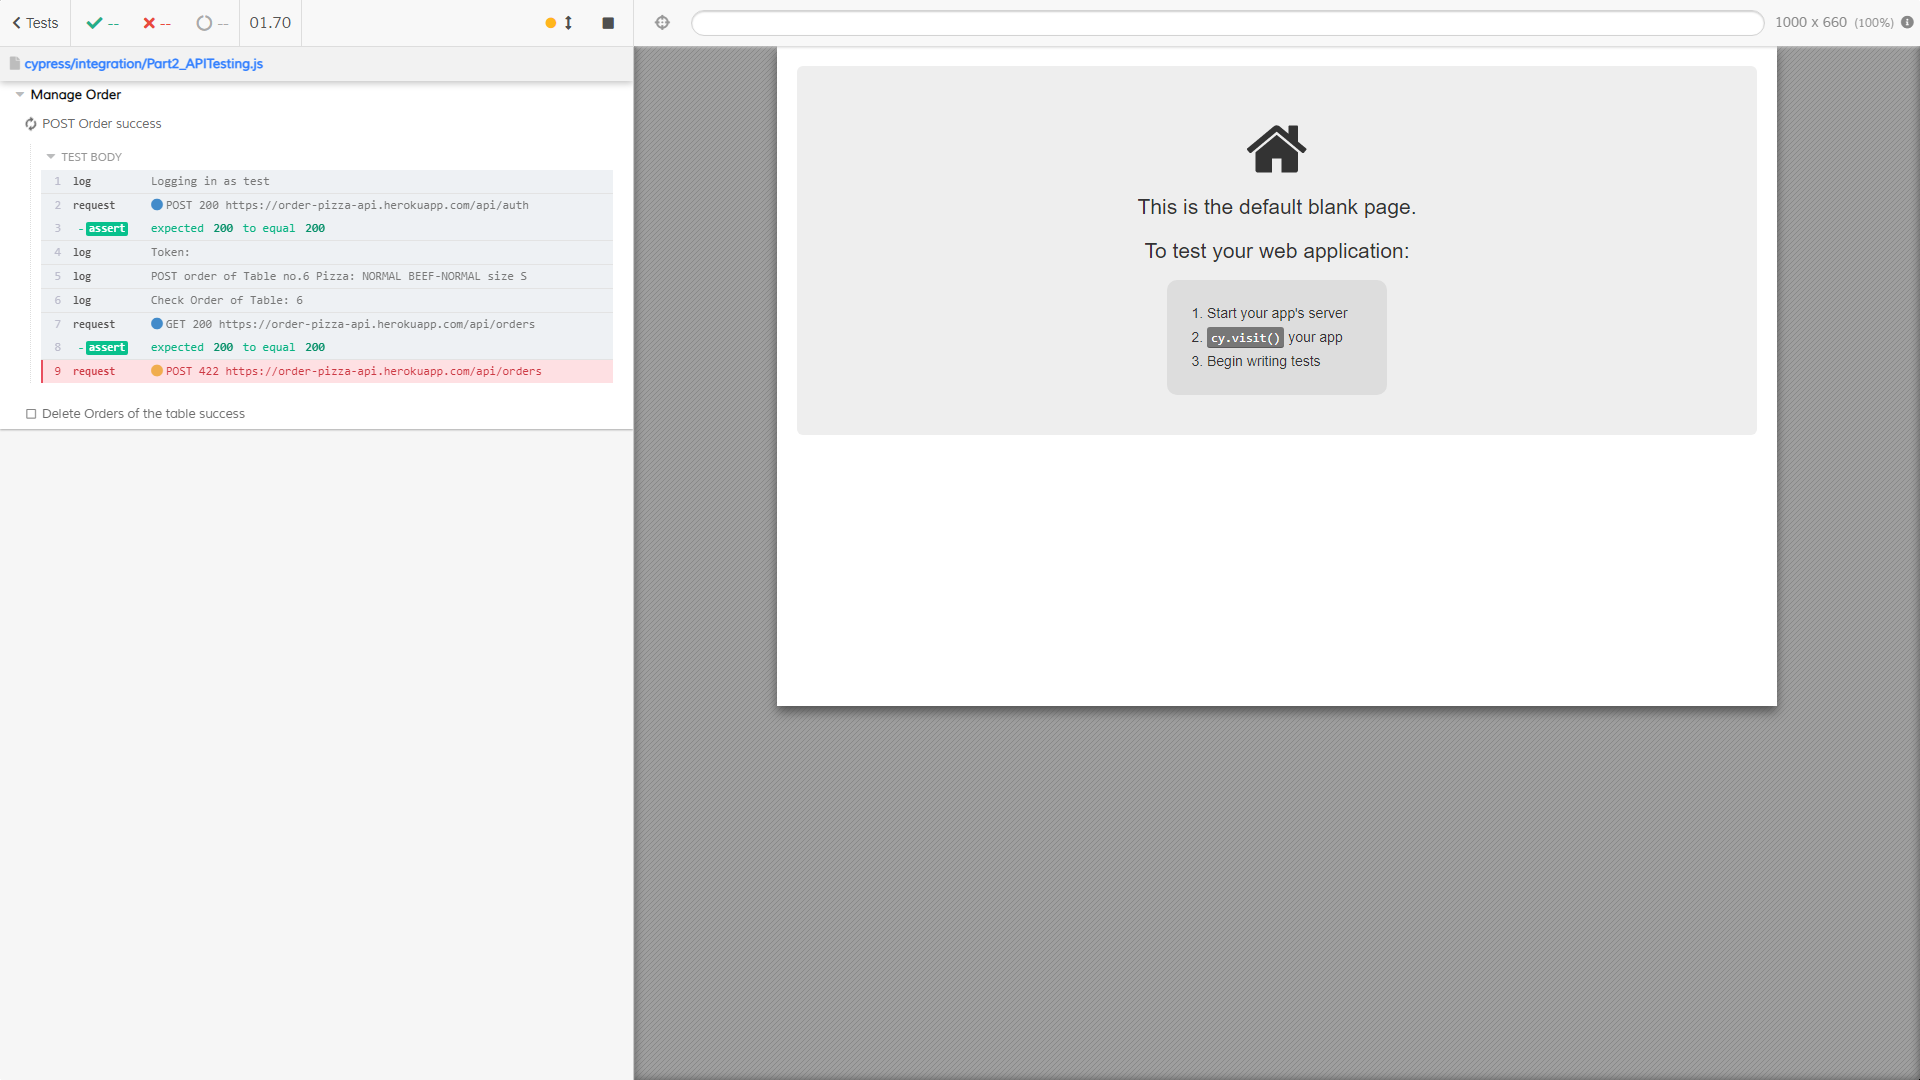 Tests -- -- -- 01.70
cypress/integration/Part2_APITesting.js
Manage Order
POST Order success
TEST BODY
1 log Logging in as test
2 request POST 200 https://order-pizza-api.herokuapp.com/api/auth
3 -assert expected 200 to equal 200
4 log Token:
5 log POST order of Table no.6 Pizza: NORMAL BEEF-NORMAL size S
6 log Check Order of Table: 6
7 request GET 200 https://order-pizza-api.herokuapp.com/api/orders
8 -assert expected 200 to equal 200
9 request POST 422 https://order-pizza-api.herokuapp.com/api/orders
Delete Orders of the table success
1000 x 660 (100%)
This is the default blank page.
To test your web application:
1. Start your app's server
2. cy.visit() your app
3. Begin writing tests